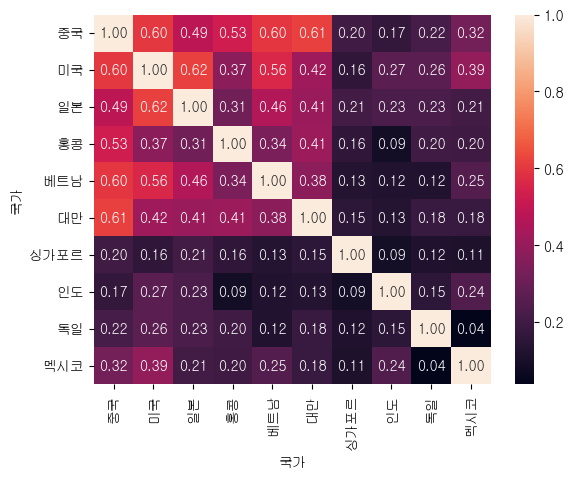 중국 1.00 0.60 0.49 0.53 0.60 0.61 0.20 0.17 0.22 0.32
미국 0.60 1.00 0.62 0.37 0.56 0.42 0.16 0.27 0.26 0.39
일본 0.49 0.62 1.00 0.31 0.46 0.41 0.21 0.23 0.23 0.21
홍콩 0.53 0.37 0.31 1.00 0.34 0.41 0.16 0.09 0.20 0.20
베트남 0.60 0.56 0.46 0.34 1.00 0.38 0.13 0.12 0.12 0.25
대만 0.61 0.42 0.41 0.41 0.38 1.00 0.15 0.13 0.18 0.18
싱가포르 0.20 0.16 0.21 0.16 0.13 0.15 1.00 0.09 0.12 0.11
인도 0.17 0.27 0.23 0.09 0.12 0.13 0.09 1.00 0.15 0.24
독일 0.22 0.26 0.23 0.20 0.12 0.18 0.12 0.15 1.00 0.04
멕시코 0.32 0.39 0.21 0.20 0.25 0.18 0.11 0.24 0.04 1.00
중국 미국 일본 홍콩 베트남 대만 싱가포르 인도 독일 멕시코
국가
국가
1.0
0.8
0.6
0.4
0.2